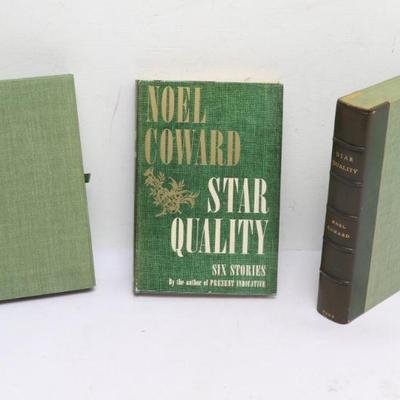 NOEL
COWARD
STAR
QUALITY
SIX STORIES
By the author of PRESENT INDICATIVE
STAR
QUALITY
NOEL
COWARD